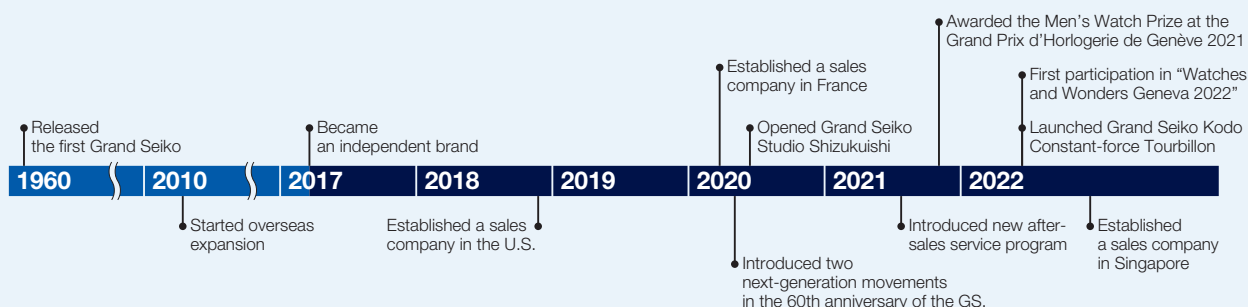 Awarded the Men's Watch Prize at the
Grand Prix d'Horlogerie de Genève 2021
Established a sales
company in France
First participation in “Watches
and Wonders Geneva 2022”
Released
the first Grand Seiko
Became
an independent brand
Opened Grand Seiko
Studio Shizukuishi
Launched Grand Seiko Kodo
Constant-force Tourbillon
1960 2010 2017 2018 2019 2020 2021 2022
Started overseas
expansion
Established a sales
company in the U.S.
Introduced new after-
sales service program
Established
a sales company
in Singapore
Introduced two
next-generation movements
in the 60th anniversary of the GS.